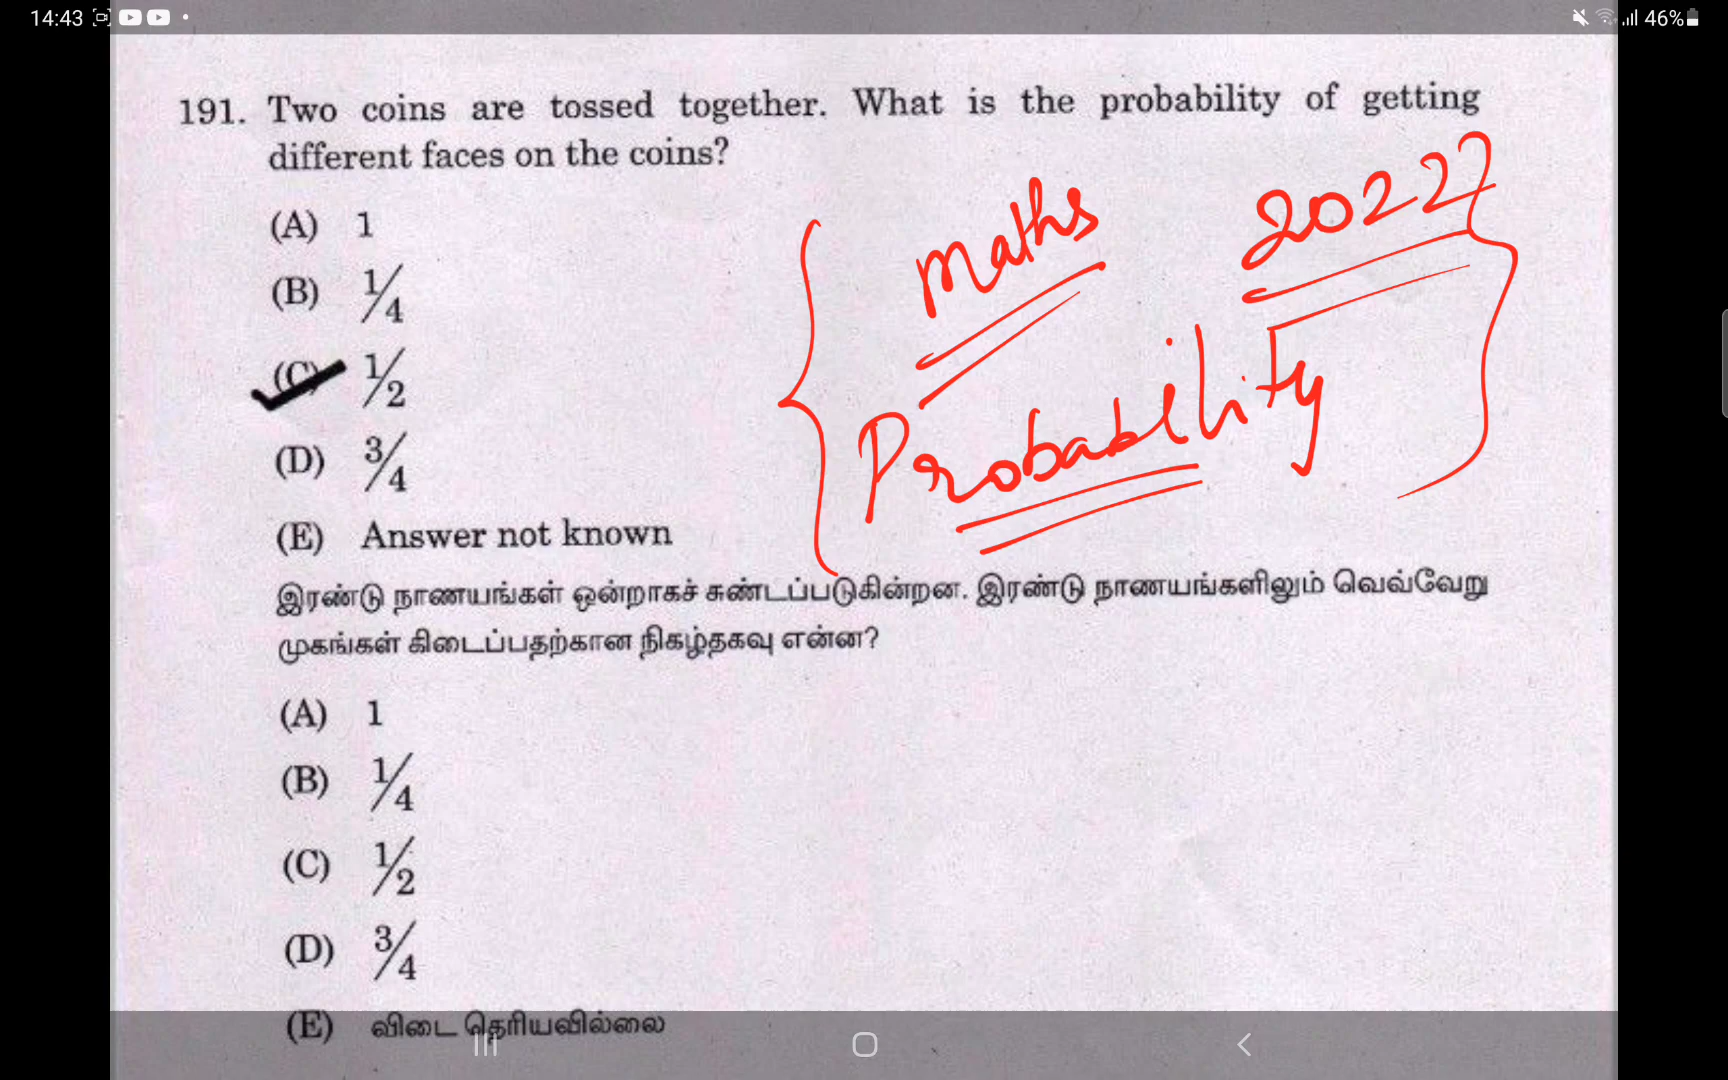 14:43
46%
191. Two coins are tossed together. What is the probability of getting
different faces on the coins?
(A) 1
(B) 1/4
(C) 1/2
(D) 3/4
(E) Answer not known
maths 2022
Probability
இரண்டு நாணயங்கள் ஒன்றாகச் சுண்டப்படுகின்றன. இரண்டு நாணயங்களிலும் வெவ்வேறு
முகங்கள் கிடைப்பதற்கான நிகழ்தகவு என்ன?
(A) 1
(B) 1/4
(C) 1/2
(D) 3/4
(E) விடை தெரியவில்லை